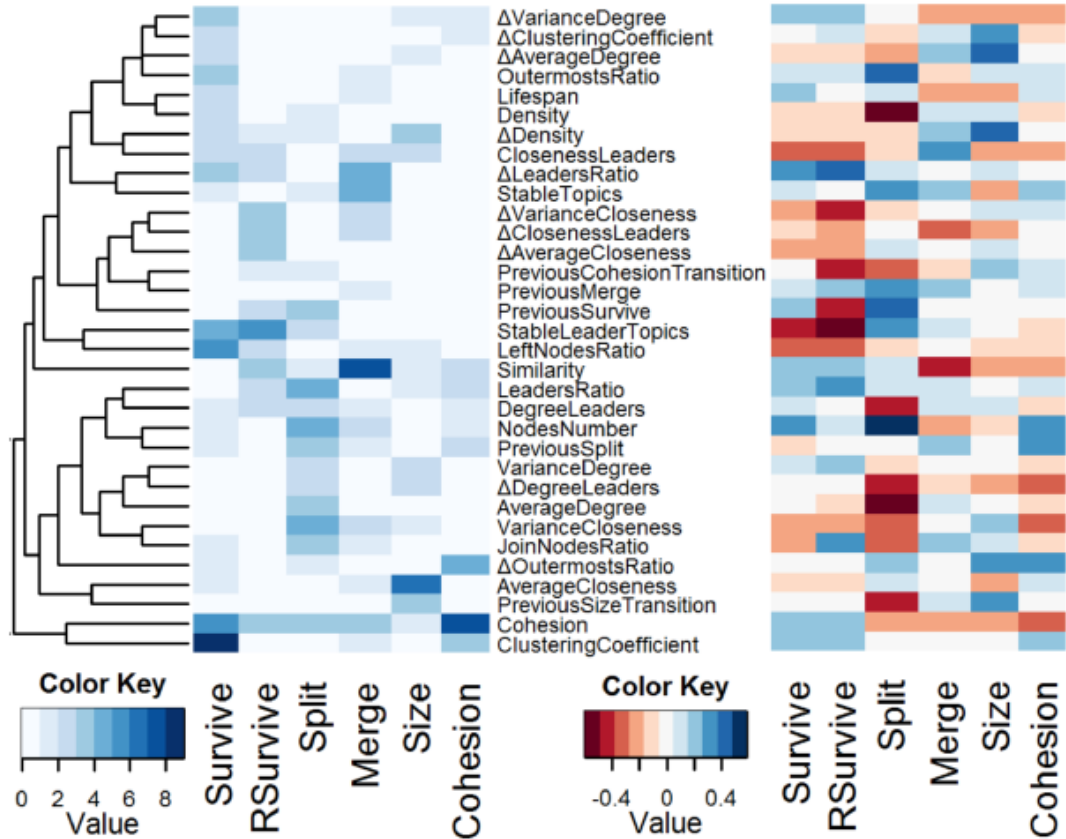 ΔVarianceDegree
ΔClusteringCoefficient
ΔAverageDegree
OutermostsRatio
Lifespan
Density
ΔDensity
ClosenessLeaders
ΔLeadersRatio
StableTopics
ΔVarianceCloseness
ΔClosenessLeaders
ΔAverageCloseness
PreviousCohesionTransition
PreviousMerge
PreviousSurvive
StableLeaderTopics
LeftNodesRatio
Similarity
LeadersRatio
DegreeLeaders
NodesNumber
PreviousSplit
VarianceDegree
ΔDegreeLeaders
AverageDegree
VarianceCloseness
JoinNodesRatio
ΔOutermostsRatio
AverageCloseness
PreviousSizeTransition
Cohesion
ClusteringCoefficient
Color Key
0 2 4 6 8
Value
Survive
RSurvive
Split
Merge
Size
Cohesion
Color Key
-0.4 0 0.4
Value
Survive
RSurvive
Split
Merge
Size
Cohesion